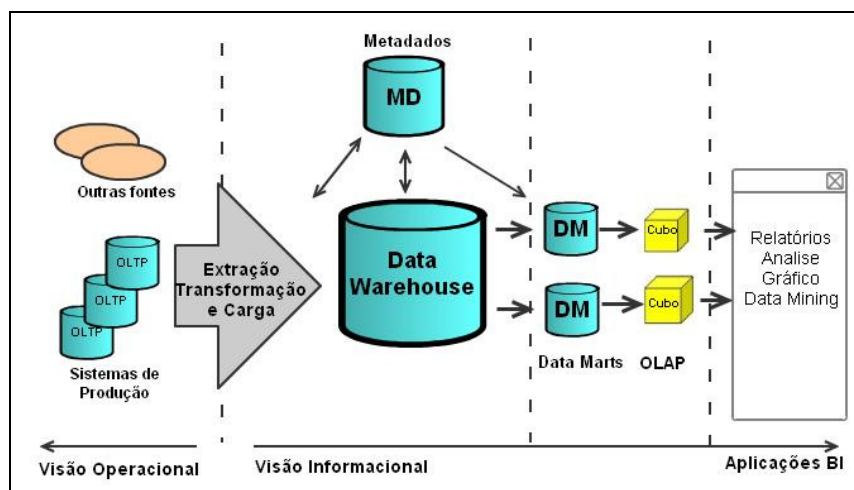 Metadados
MD
Outras fontes
OLTP
OLTP
OLTP
Sistemas de
Produção
Extração
Transformação
e Carga
Data
Warehouse
DM
DM
Data Marts
Cubo
Cubo
OLAP
Relatórios
Analise
Gráfico
Data Mining
Visão Operacional
Visão Informacional
Aplicações BI